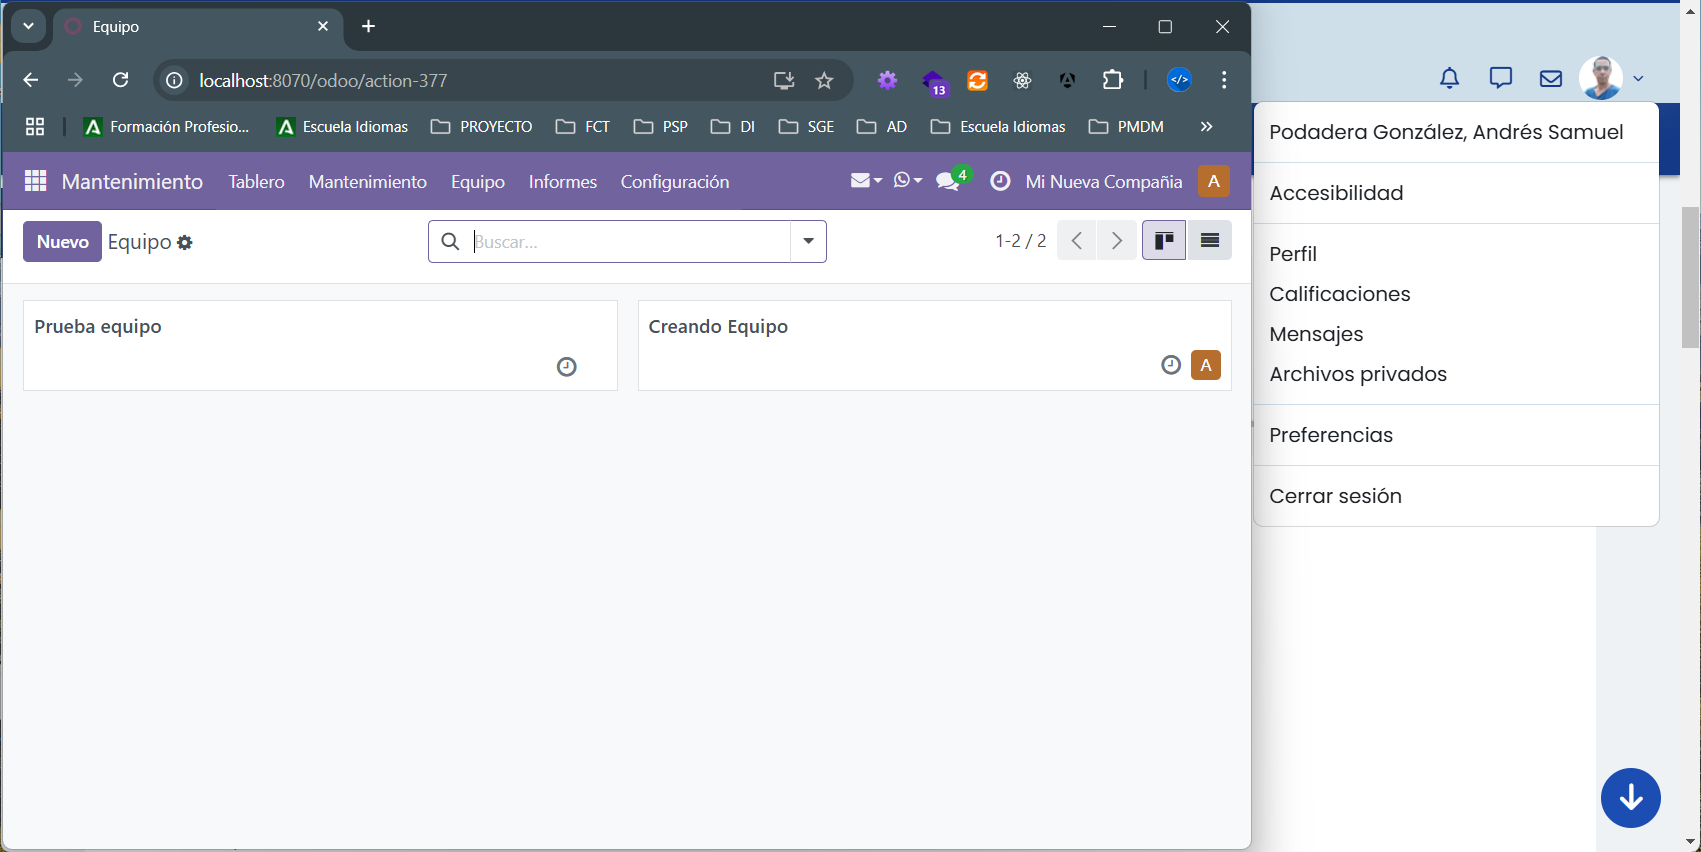 Equipo
localhost:8070/odoo/action-377
13
Formación Profesio...
Escuela Idiomas
PROYECTO
FCT
PSP
DI
SGE
AD
Escuela Idiomas
PMDM
Mantenimiento
Tablero
Mantenimiento
Equipo
Informes
Configuración
4
Mi Nueva Compañia
A
Nuevo
Equipo
Buscar...
1-2 / 2
Prueba equipo
Creando Equipo
A
Podadera González, Andrés Samuel
Accesibilidad
Perfil
Calificaciones
Mensajes
Archivos privados
Preferencias
Cerrar sesión